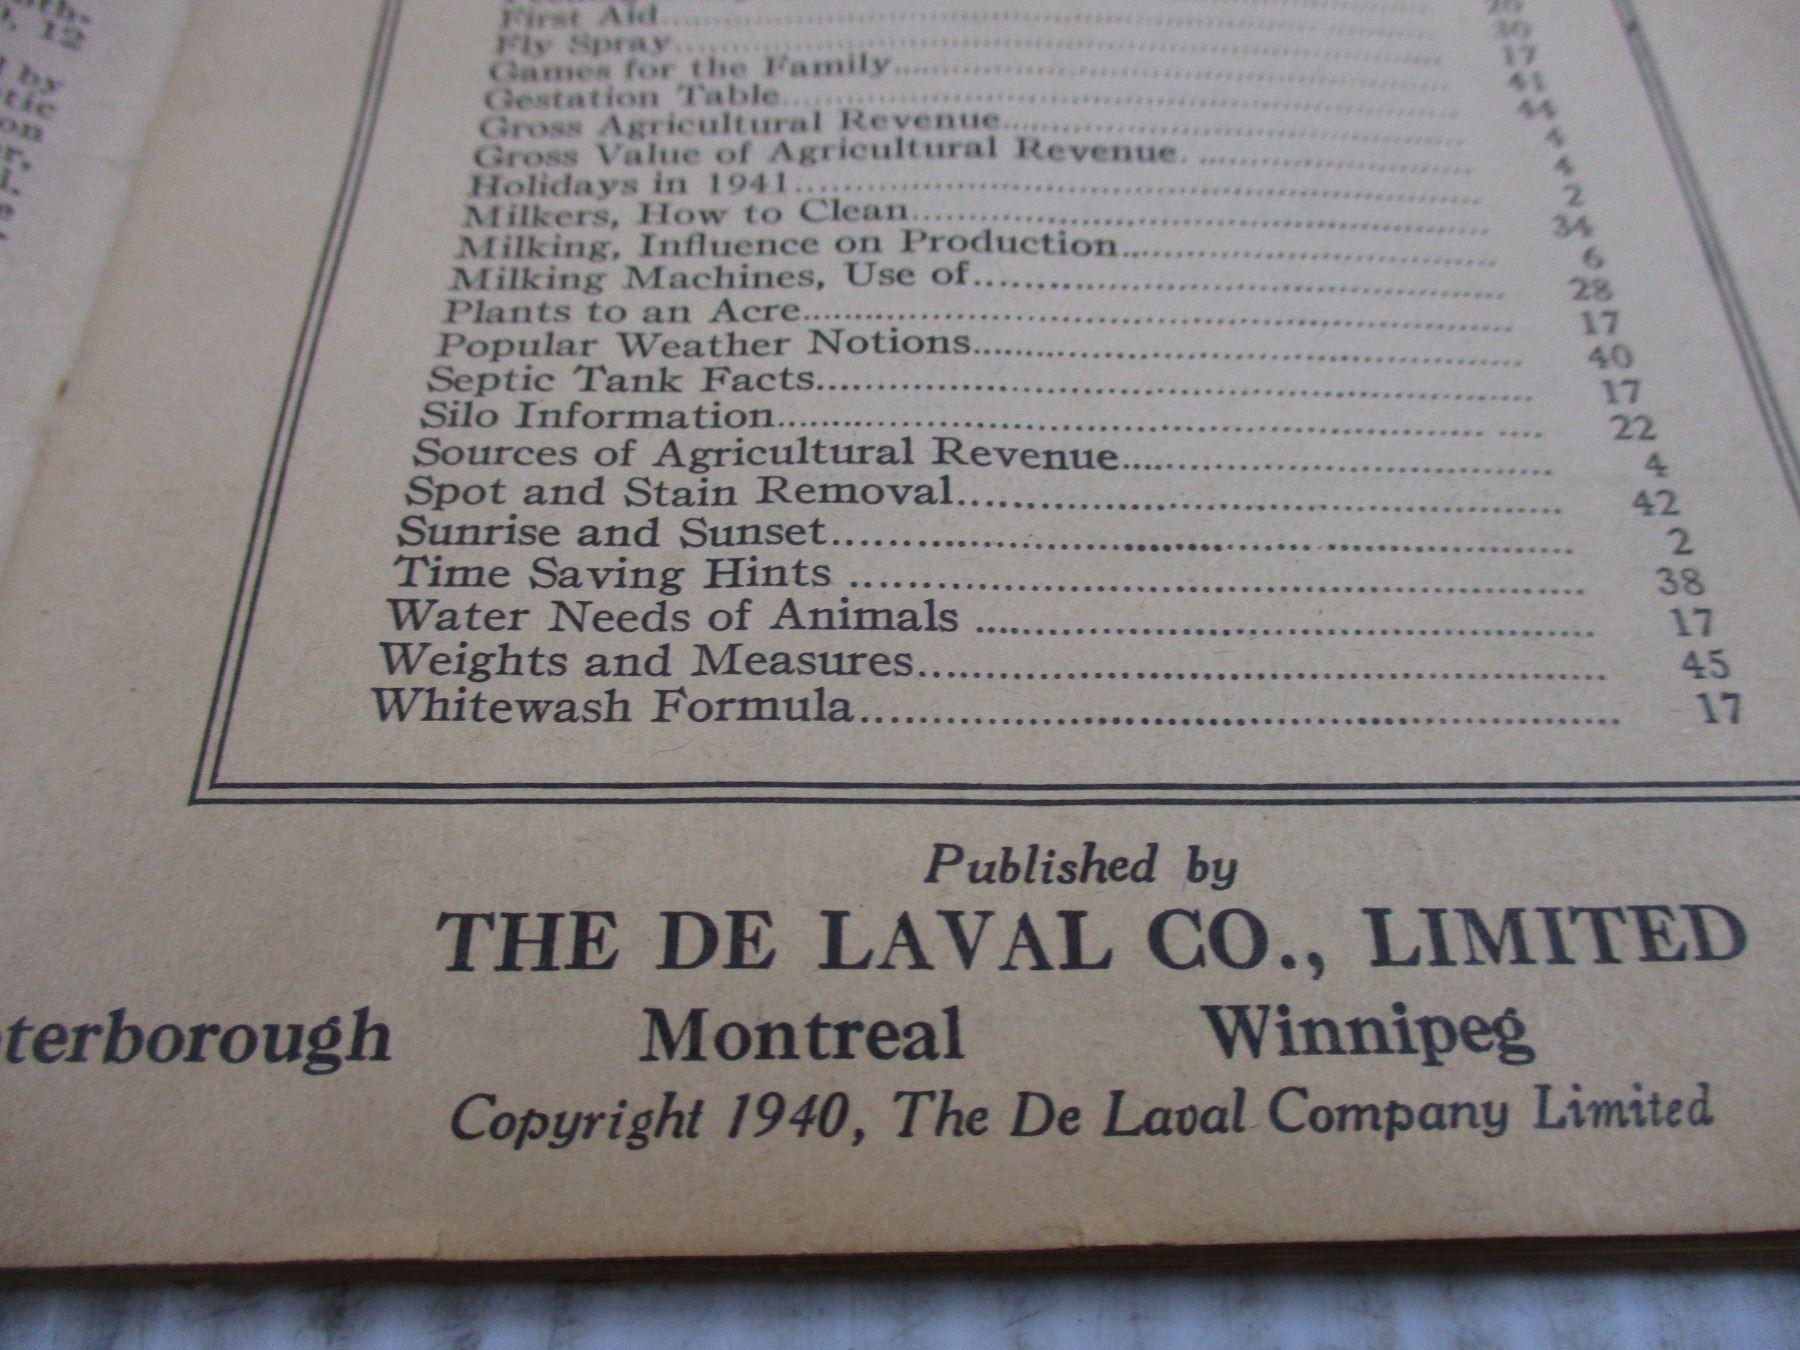 12
by
on
First Aid........ 30
Fly Spray........ 17
Games for the Family........ 41
Gestation Table........ 44
Gross Agricultural Revenue........ 4
Gross Value of Agricultural Revenue........ 4
Holidays in 1941........ 2
Milkers, How to Clean........ 34
Milking, Influence on Production........ 6
Milking Machines, Use of........ 28
Plants to an Acre........ 17
Popular Weather Notions........ 40
Septic Tank Facts........ 17
Silo Information........ 22
Sources of Agricultural Revenue........ 4
Spot and Stain Removal........ 42
Sunrise and Sunset........ 2
Time Saving Hints ........ 38
Water Needs of Animals ........ 17
Weights and Measures........ 45
Whitewash Formula........ 17
Published by
THE DE LAVAL CO., LIMITED
terborough Montreal Winnipeg
Copyright 1940, The De Laval Company Limited